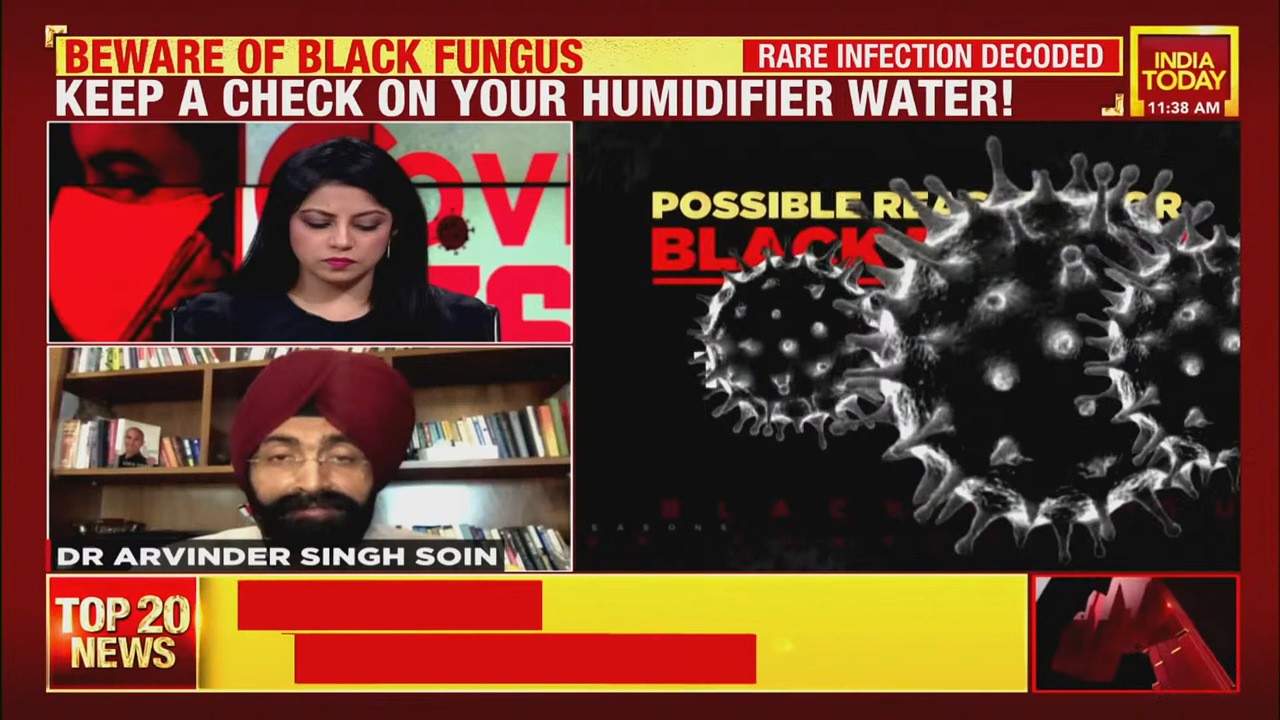 BEWARE OF BLACK FUNGUS
RARE INFECTION DECODED
KEEP A CHECK ON YOUR HUMIDIFIER WATER!
INDIA
TODAY
11:38 AM
POSSIBLE
BLACK
DR ARVINDER SINGH SOIN
TOP 20
NEWS